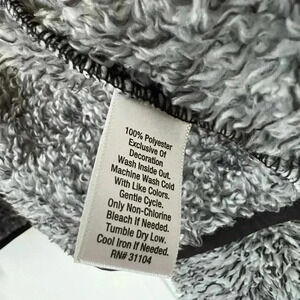 100% Polyester
Exclusive Of
Decoration
Wash Inside Out.
Machine Wash Cold
With Like Colors.
Gentle Cycle.
Only Non-Chlorine
Bleach If Needed.
Tumble Dry Low.
Cool Iron If Needed.
RN# 31104